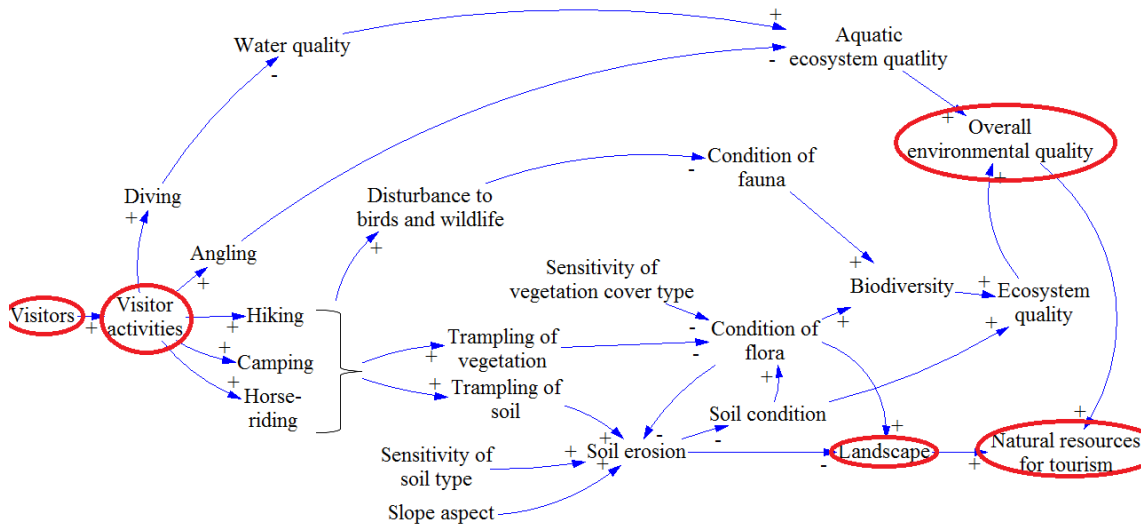 Water quality
Aquatic
ecosystem quatlity
Overall
environmental quality
Condition of
fauna
Diving
Disturbance to
birds and wildlife
Angling
Sensitivity of
vegetation cover type
Biodiversity
Ecosystem
quality
Visitors
Visitor
activities
Hiking
Camping
Horse-
riding
Trampling of
vegetation
Trampling of
soil
Condition of
flora
Soil condition
Soil erosion
Landscape
Natural resources
for tourism
Sensitivity of
soil type
Slope aspect
+
-
+
-
+
+
+
+
+
+
+
-
+
+
+
+
+
-
-
+
+
+
+
+
-
-
+
-
+
+
+